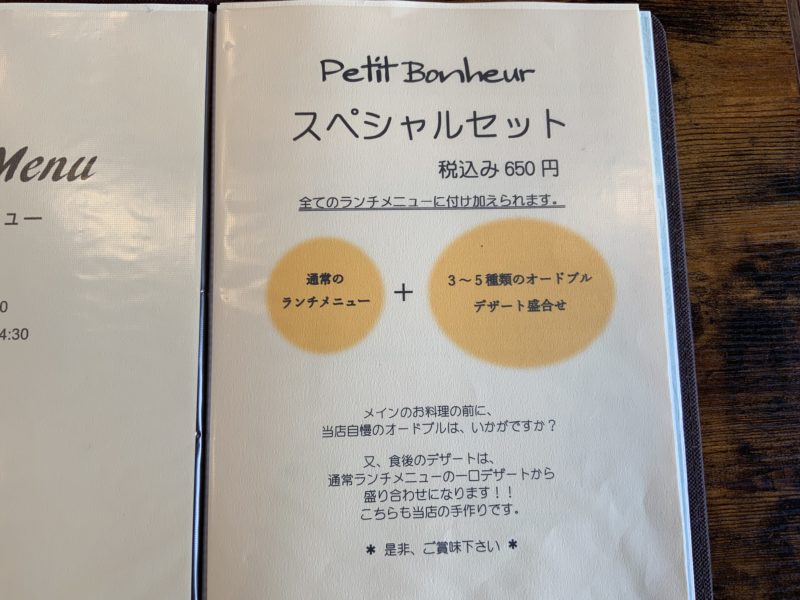 Menu
ュー
0
4:30
Petit Bonheur
スペシャルセット
税込み650円
全てのランチメニューに付け加えられます。
通常の
ランチメニュー
+
3~5種類のオードブル
デザート盛合せ
メインのお料理の前に、
当店自慢のオードブルは、いかがですか？
又、食後のデザートは、
通常ランチメニューの一口デザートから
盛り合わせになります！！
こちらも当店の手作りです。
* 是非、ご賞味下さい *